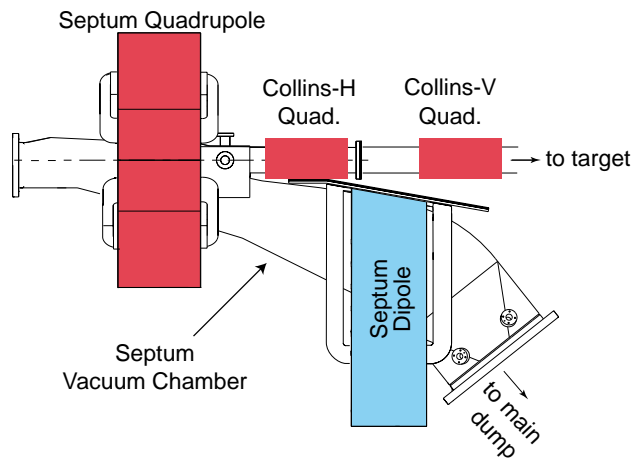 Septum Quadrupole
Collins-H
Quad.
Collins-V
Quad.
to target
Septum
Dipole
Septum
Vacuum Chamber
to main
dump